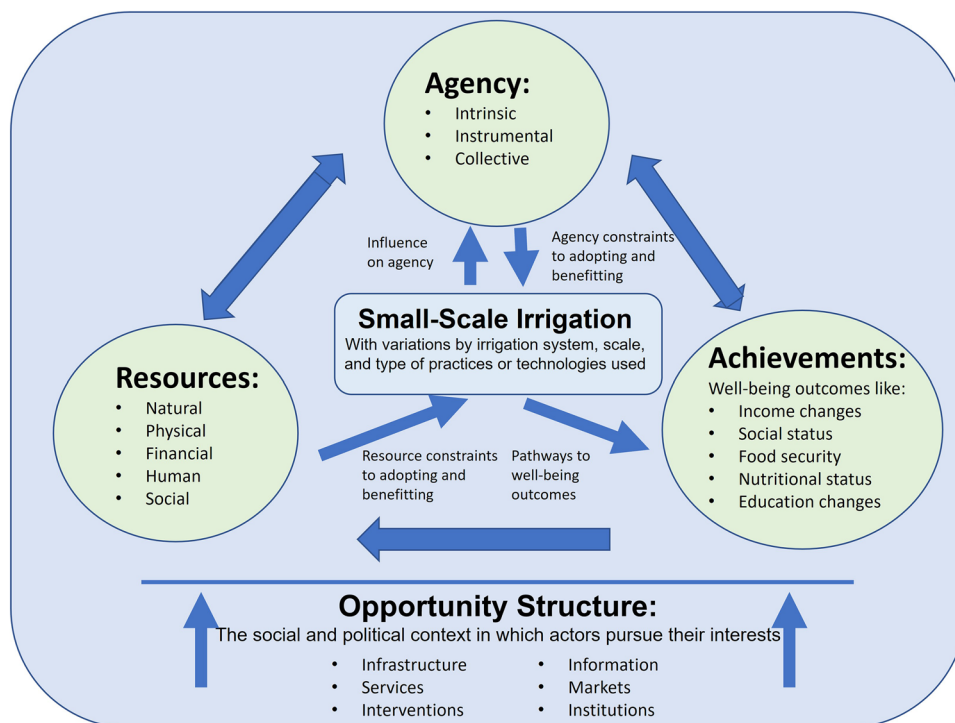 Agency:
• Intrinsic
• Instrumental
• Collective
Influence
on agency
Agency constraints
to adopting and
benefitting
Small-Scale Irrigation
With variations by irrigation system, scale,
and type of practices or technologies used
Resources:
• Natural
• Physical
• Financial
• Human
• Social
Achievements:
Well-being outcomes like:
• Income changes
• Social status
• Food security
• Nutritional status
• Education changes
Resource constraints
to adopting and
benefitting
Pathways to
well-being
outcomes
Opportunity Structure:
The social and political context in which actors pursue their interests
• Infrastructure
• Services
• Interventions
• Information
• Markets
• Institutions